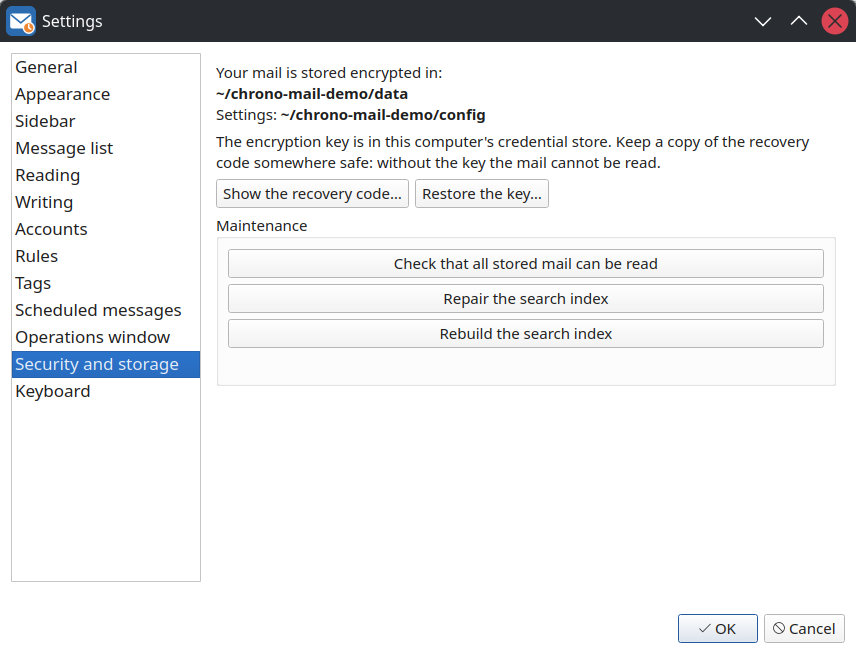 Settings
General
Appearance
Sidebar
Message list
Reading
Writing
Accounts
Rules
Tags
Scheduled messages
Operations window
Security and storage
Keyboard
Your mail is stored encrypted in:
~/chrono-mail-demo/data
Settings: ~/chrono-mail-demo/config
The encryption key is in this computer's credential store. Keep a copy of the recovery
code somewhere safe: without the key the mail cannot be read.
Show the recovery code... Restore the key...
Maintenance
Check that all stored mail can be read
Repair the search index
Rebuild the search index
OK Cancel